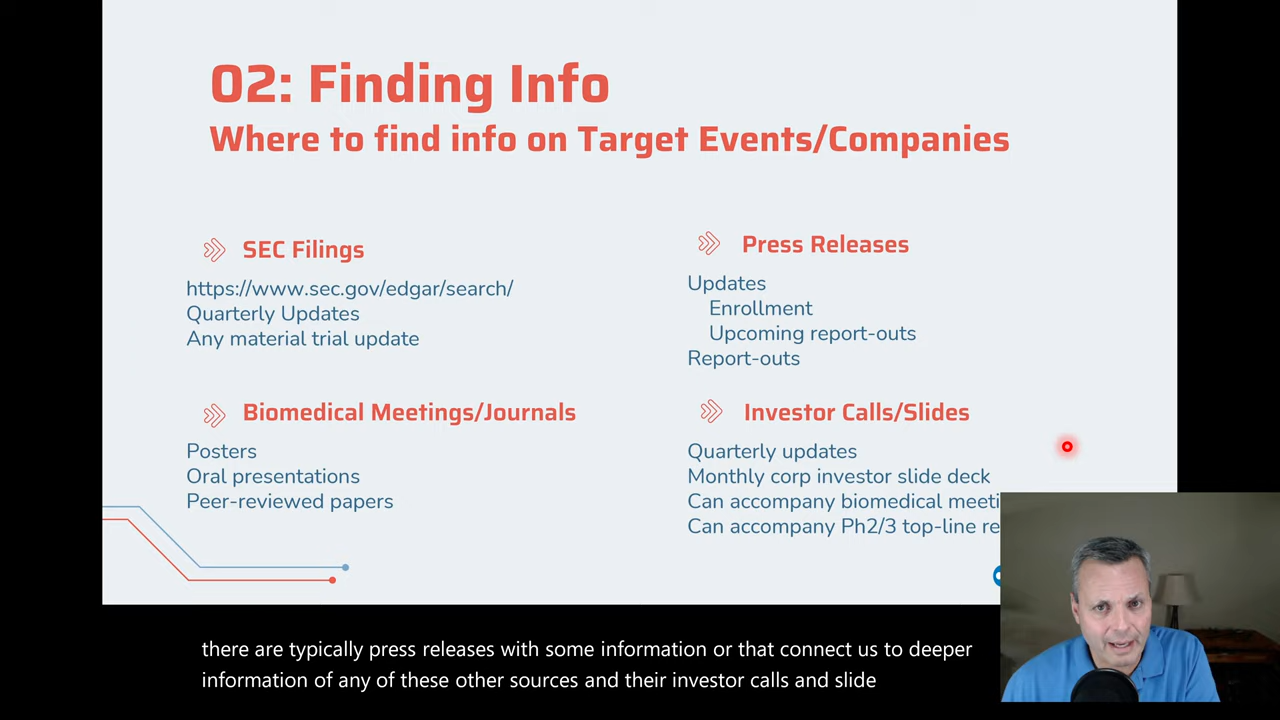 02: Finding Info
Where to find info on Target Events/Companies
SEC Filings
https://www.sec.gov/edgar/search/
Quarterly Updates
Any material trial update
Press Releases
Updates
Enrollment
Upcoming report-outs
Report-outs
Biomedical Meetings/Journals
Posters
Oral presentations
Peer-reviewed papers
Investor Calls/Slides
Quarterly updates
Monthly corp investor slide deck
Can accompany biomedical
Can accompany Ph2/3 top-line
there are typically press releases with some information or that connect us to deeper
information of any of these other sources and their investor calls and slide